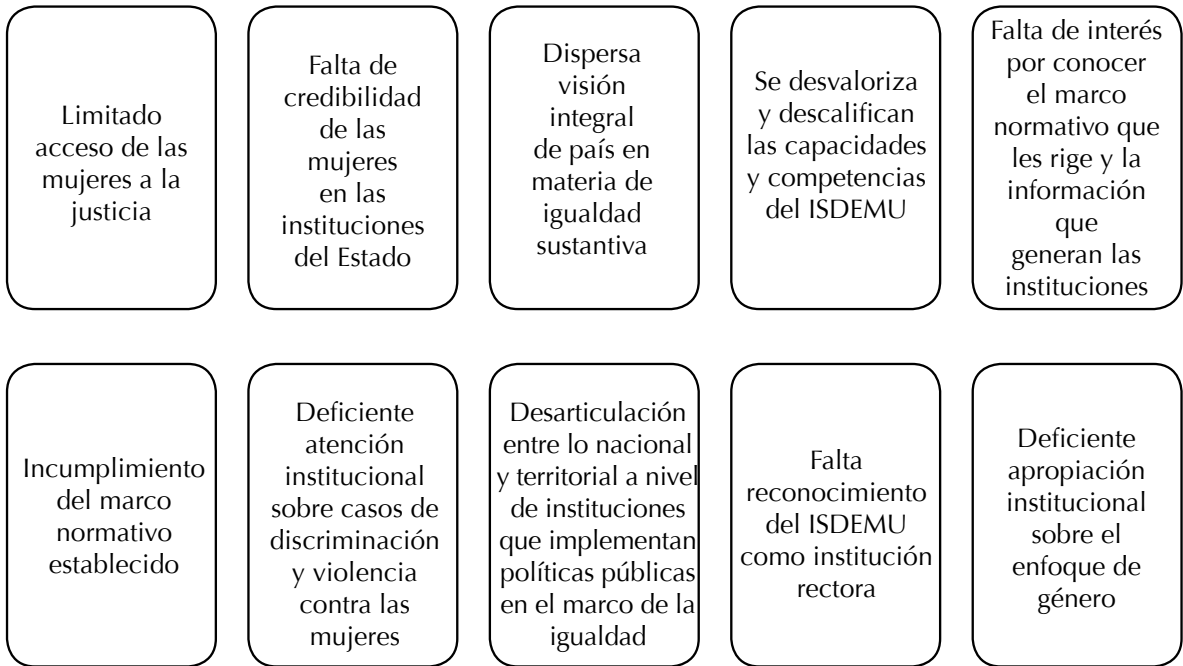 Limitado
acceso de las
mujeres a la
justicia
Falta de
credibilidad
de las
mujeres
en las
instituciones
del Estado
Dispersa
visión
integral
de país en
materia de
igualdad
sustantiva
Se desvaloriza
y descalifican
las capacidades
y competencias
del ISDEMU
Falta de interés
por conocer
el marco
normativo que
les rige y la
información
que
generan las
instituciones
Incumplimiento
del marco
normativo
establecido
Deficiente
atención
institucional
sobre casos de
discriminación
y violencia
contra las
mujeres
Desarticulación
entre lo nacional
y territorial a nivel
de instituciones
que implementan
políticas públicas
en el marco de la
igualdad
Falta
reconocimiento
del ISDEMU
como institución
rectora
Deficiente
apropiación
institucional
sobre el
enfoque de
género